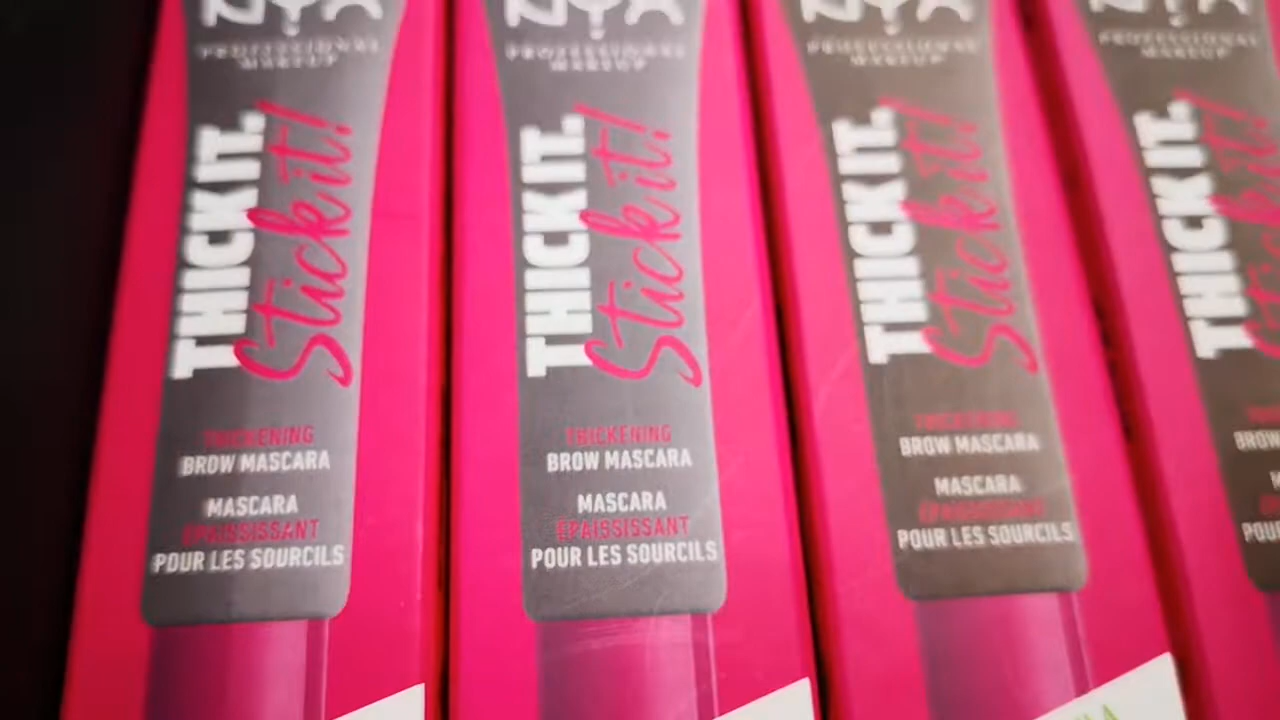 NYX
PROFESSIONAL
MAKEUP
THICK IT.
Stick it!
THICKENING
BROW MASCARA
MASCARA
ÉPAISSISSANT
POUR LES SOURCILS
NYX
PROFESSIONAL
MAKEUP
THICK IT.
Stick it!
THICKENING
BROW MASCARA
MASCARA
ÉPAISSISSANT
POUR LES SOURCILS
NYX
PROFESSIONAL
MAKEUP
THICK IT.
Stick it!
THICKENING
BROW MASCARA
MASCARA
ÉPAISSISSANT
POUR LES SOURCILS
NYX
PROFESSIONAL
MAKEUP
THICK IT.
Stick it!
BROW